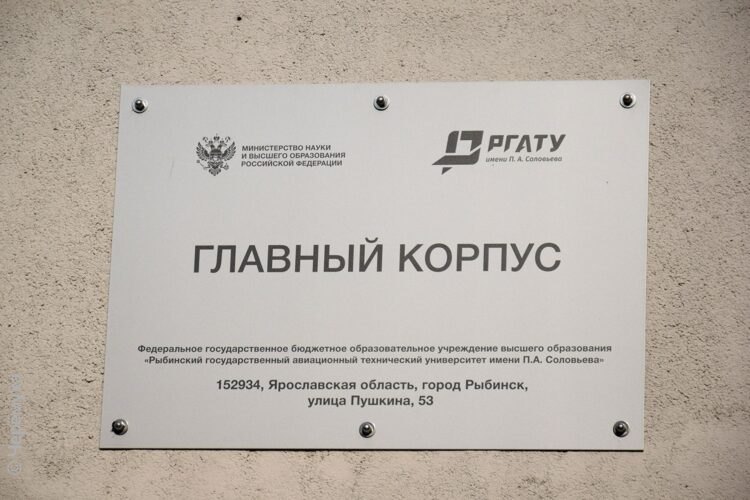 МИНИСТЕРСТВО НАУКИ
И ВЫСШЕГО ОБРАЗОВАНИЯ
РОССИЙСКОЙ ФЕДЕРАЦИИ
РГАТУ
имени П. А. Соловьева
ГЛАВНЫЙ КОРПУС
Федеральное государственное бюджетное образовательное учреждение высшего образования
«Рыбинский государственный авиационный технический университет имени П.А. Соловьева»
152934, Ярославская область, город Рыбинск,
улица Пушкина, 53